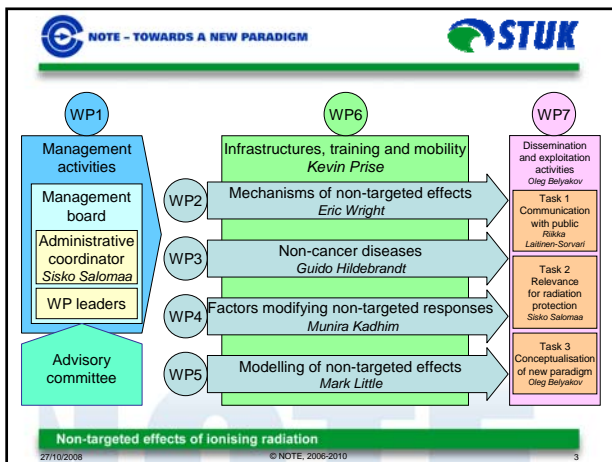 NOTE – TOWARDS A NEW PARADIGM
STUK
WP1
Management
activities
Management
board
Administrative
coordinator
Sisko Salomaa
WP leaders
Advisory
committee
WP6
Infrastructures, training and mobility
Kevin Prise
WP2
Mechanisms of non-targeted effects
Eric Wright
WP3
Non-cancer diseases
Guido Hildebrandt
WP4
Factors modifying non-targeted responses
Munira Kadhim
WP5
Modelling of non-targeted effects
Mark Little
WP7
Dissemination
and exploitation
activities
Oleg Belyakov
Task 1
Communication
with public
Riikka
Laitinen-Sorvari
Task 2
Relevance
for radiation
protection
Sisko Salomaa
Task 3
Conceptualisation
of new paradigm
Oleg Belyakov
NOTE
Non-targeted effects of ionising radiation
27/10/2008
© NOTE, 2006-2010
3